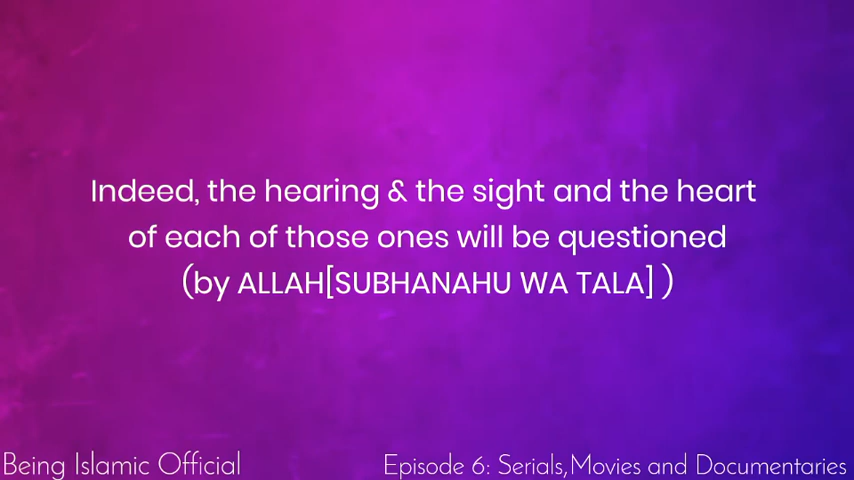 Indeed, the hearing & the sight and the heart
of each of those ones will be questioned
(by ALLAH[SUBHANAHU WA TALA] )
Being Islamic Official
Episode 6: Serials,Movies and Documentaries